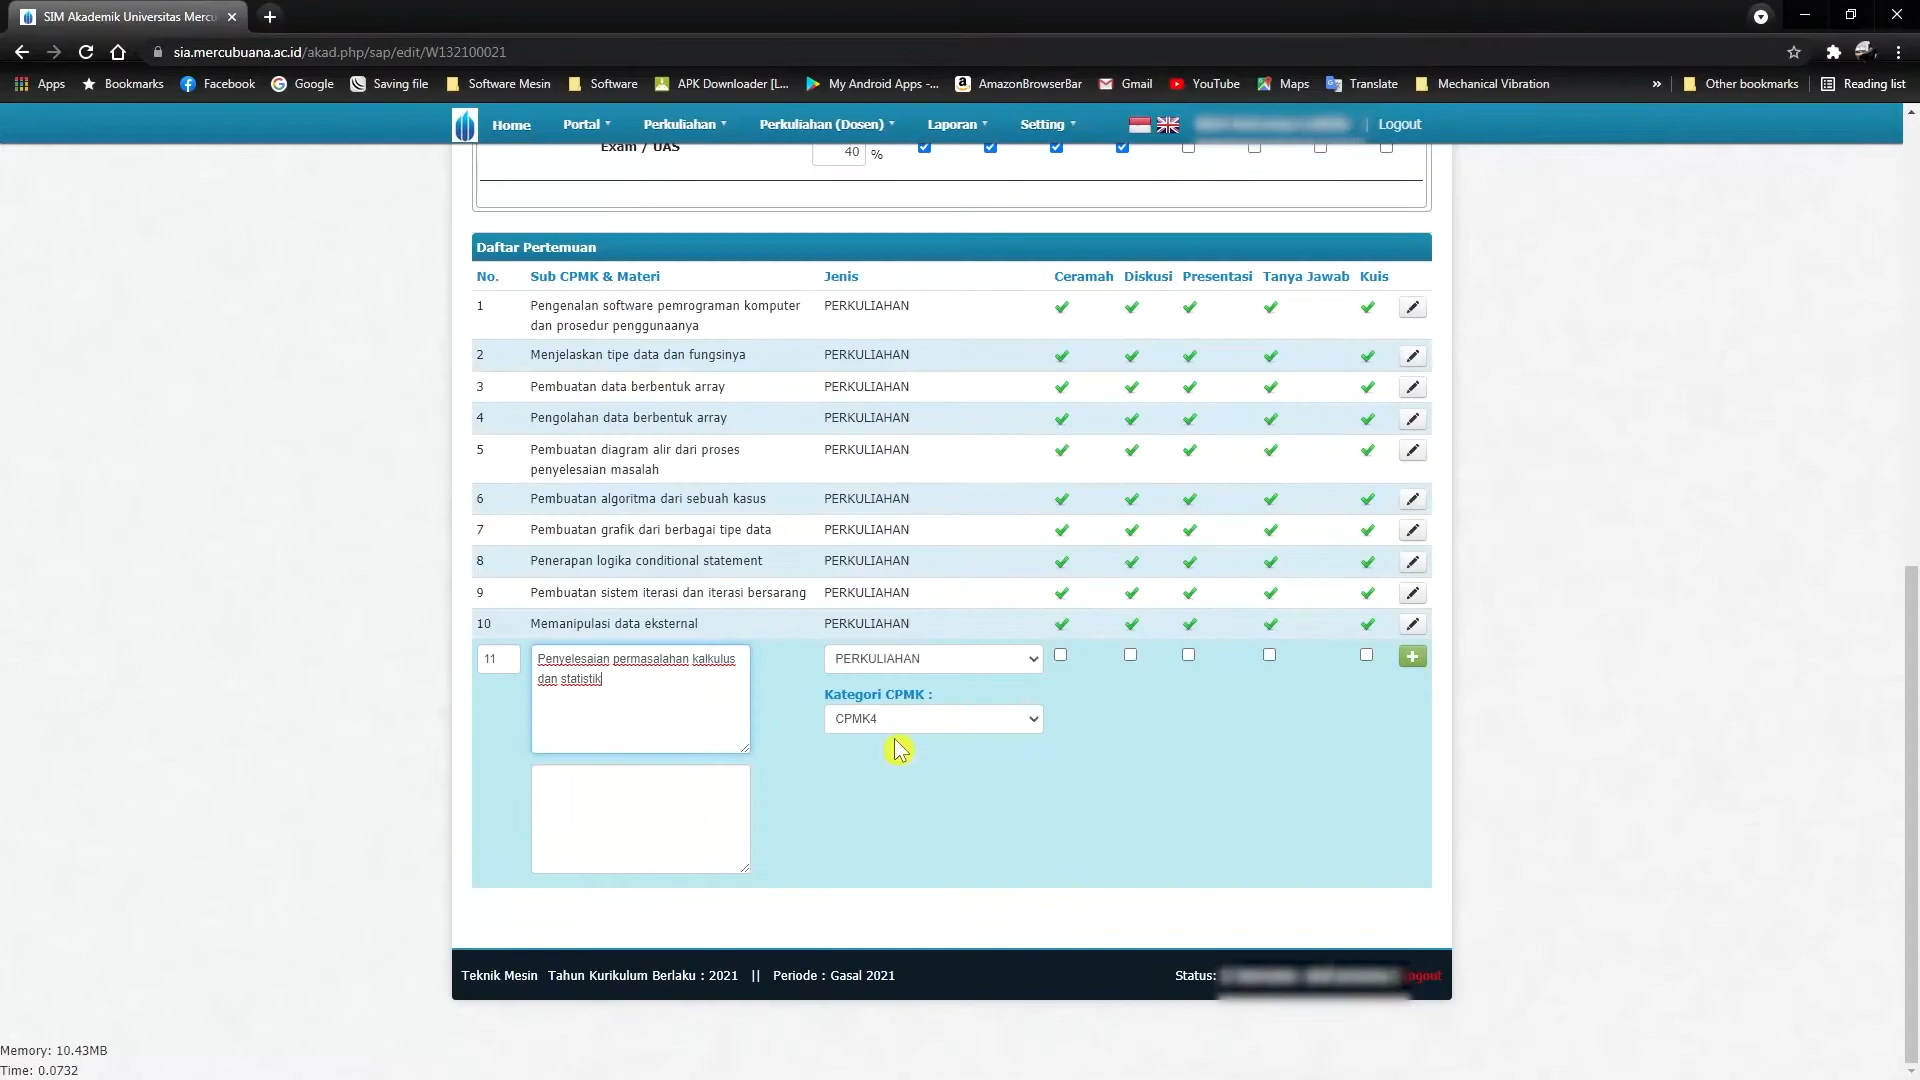 SIM Akademik Universitas Mercu
sia.mercubuana.ac.id/akad.php/sap/edit/W132100021
Apps Bookmarks Facebook Google Saving file Software Mesin Software APK Downloader [L... My Android Apps -... AmazonBrowserBar Gmail YouTube Maps Translate Mechanical Vibration » Other bookmarks Reading list
Home Portal Perkuliahan Perkuliahan (Dosen) Laporan Setting | Logout
Exam / UAS 40 %
Daftar Pertemuan
No. Sub CPMK & Materi Jenis Ceramah Diskusi Presentasi Tanya Jawab Kuis
1 Pengenalan software pemrograman komputer PERKULIAHAN
dan prosedur penggunaanya
2 Menjelaskan tipe data dan fungsinya PERKULIAHAN
3 Pembuatan data berbentuk array PERKULIAHAN
4 Pengolahan data berbentuk array PERKULIAHAN
5 Pembuatan diagram alir dari proses PERKULIAHAN
penyelesaian masalah
6 Pembuatan algoritma dari sebuah kasus PERKULIAHAN
7 Pembuatan grafik dari berbagai tipe data PERKULIAHAN
8 Penerapan logika conditional statement PERKULIAHAN
9 Pembuatan sistem iterasi dan iterasi bersarang PERKULIAHAN
10 Memanipulasi data eksternal PERKULIAHAN
11 Penyelesaian permasalahan kalkulus PERKULIAHAN
dan statistik
Kategori CPMK :
CPMK4
Teknik Mesin Tahun Kurikulum Berlaku : 2021 || Periode : Gasal 2021 Status: ogout
Memory: 10.43MB
Time: 0.0732